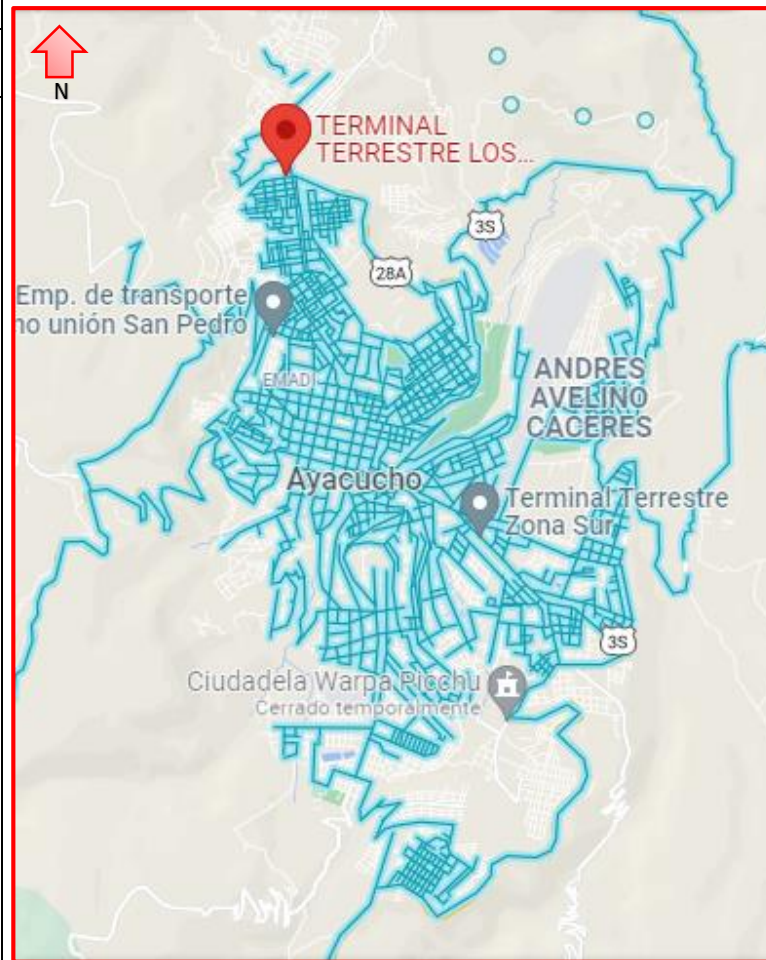 N
TERMINAL
TERRESTRE LOS...
3S
28A
Emp. de transporte
no unión San Pedro
EMADI
ANDRES
AVELINO
CACERES
Ayacucho
Terminal Terrestre
Zona Sur
3S
Ciudadela Warpa Picchu
Cerrado temporalmente